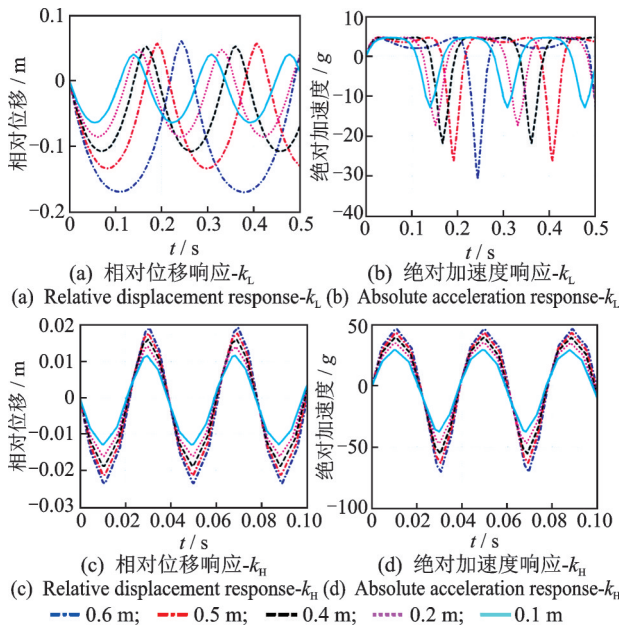 相对位移 / m
0.1
0
−0.1
−0.2
0 0.1 0.2 0.3 0.4 0.5
t / s
(a) 相对位移响应-kL
(a) Relative displacement response-kL
绝对加速度 / g
10
0
−10
−20
−30
−40
0 0.1 0.2 0.3 0.4 0.5
t / s
(b) 绝对加速度响应-kL
(b) Absolute acceleration response-kL
相对位移 / m
0.02
0.01
0
−0.01
−0.02
−0.03
0 0.02 0.04 0.06 0.08 0.10
t / s
(c) 相对位移响应-kH
(c) Relative displacement response-kH
绝对加速度 / g
50
0
−50
−100
0 0.02 0.04 0.06 0.08 0.10
t / s
(d) 绝对加速度响应-kH
(d) Absolute acceleration response-kH
0.6 m; 0.5 m; 0.4 m; 0.2 m; 0.1 m